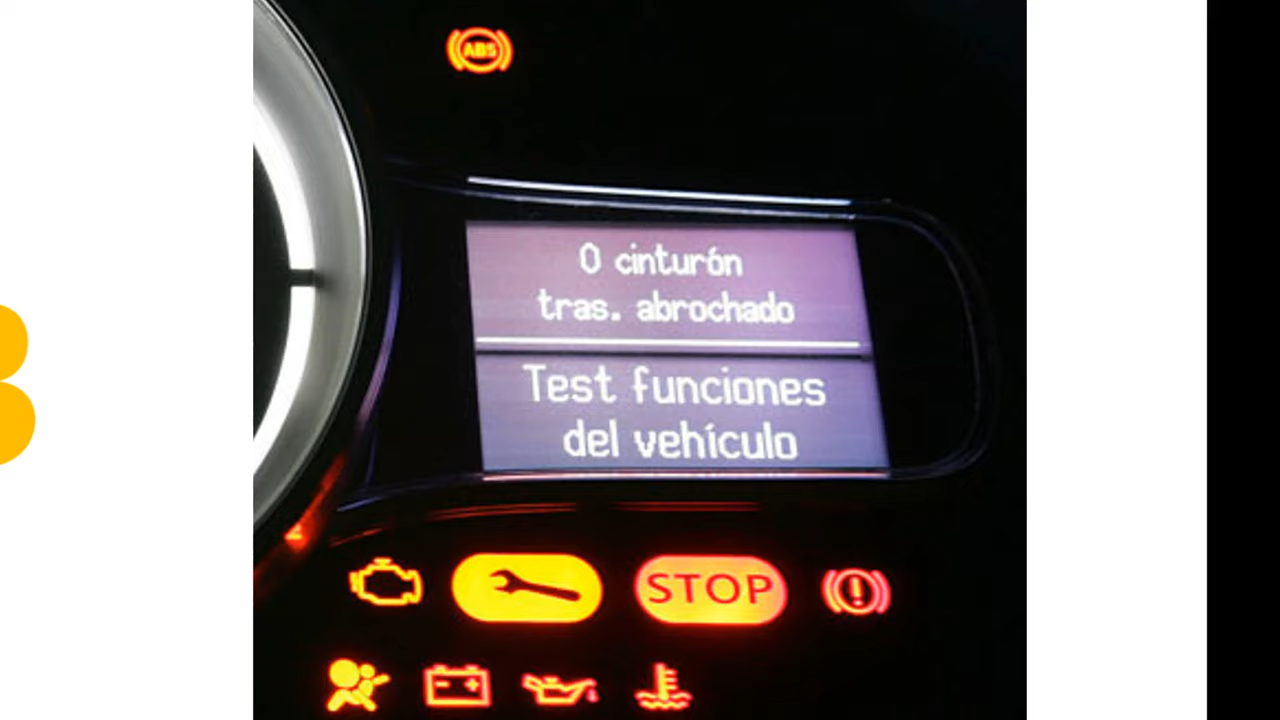 ABS
0 cinturón
tras. abrochado
Test funciones
del vehículo
STOP